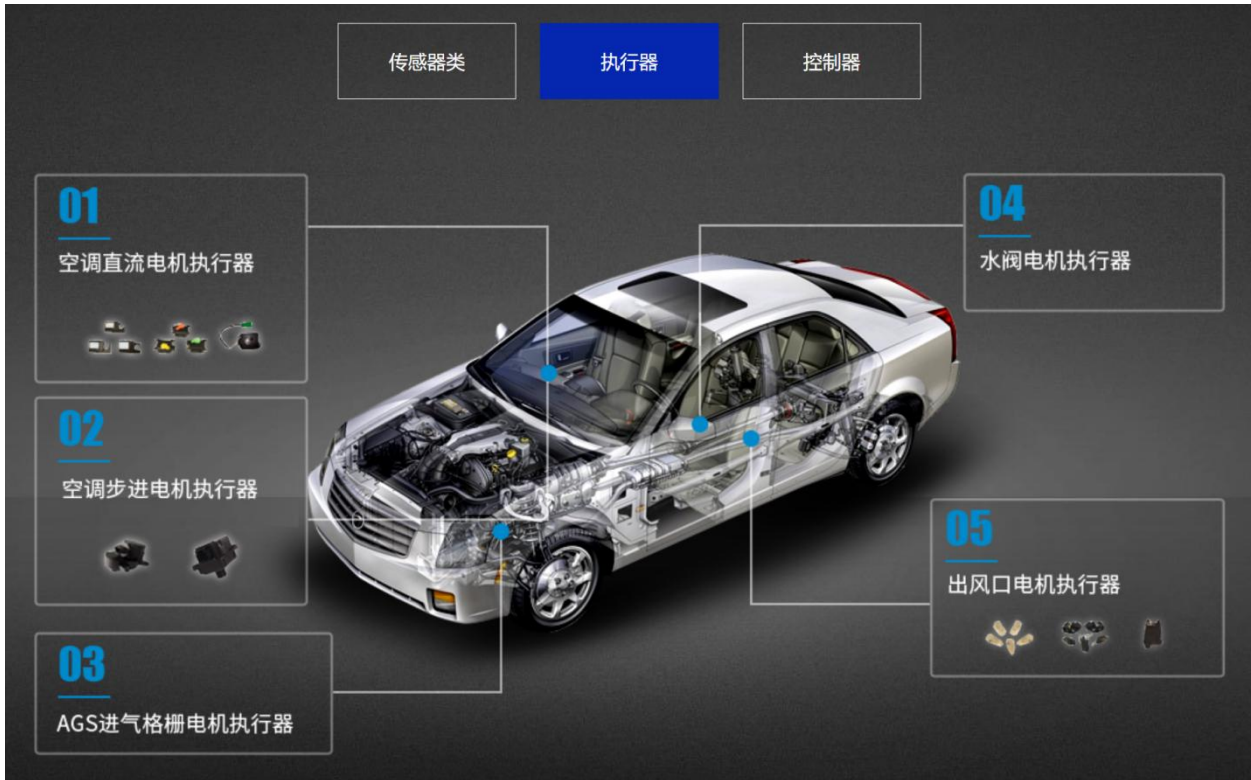 传感器类
执行器
控制器
01
空调直流电机执行器
02
空调步进电机执行器
03
AGS进气格栅电机执行器
04
水阀电机执行器
05
出风口电机执行器